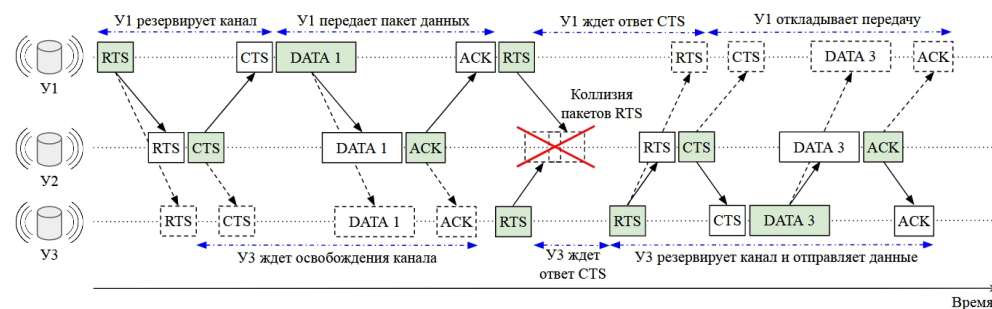 У1 резервирует канал
У1 передает пакет данных
У1 ждет ответ CTS
У1 откладывает передачу
RTS
CTS
DATA 1
ACK
RTS
RTS
CTS
DATA 3
ACK
У1
Коллизия
пакетов RTS
RTS
CTS
DATA 1
ACK
RTS
CTS
DATA 3
ACK
У2
RTS
CTS
DATA 1
ACK
RTS
RTS
CTS
DATA 3
ACK
У3
У3 ждет освобождения канала
У3 ждет
ответ CTS
У3 резервирует канал и отправляет данные
Время